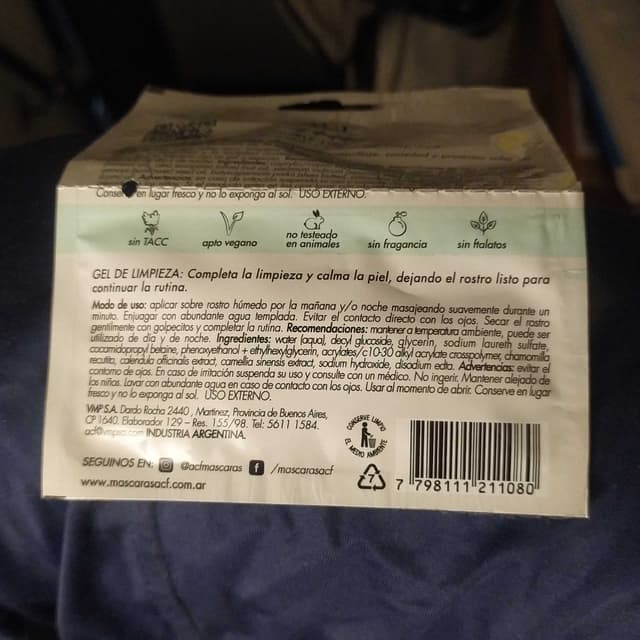 Conserve en lugar fresco y no lo exponga al sol. USO EXTERNO.
sin TACC
apto vegano
no testeado
en animales
sin fragancia
sin ftalatos
GEL DE LIMPIEZA: Completa la limpieza y calma la piel, dejando el rostro listo para
continuar la rutina.
Modo de uso: aplicar sobre rostro húmedo por la mañana y/o noche masajeando suavemente durante un
minuto. Enjuagar con abundante agua templada. Evitar el contacto directo con los ojos. Secar el rostro
gentilmente con golpecitos y completar la rutina. Recomendaciones: mantener a temperatura ambiente, puede ser
utilizado de día y de noche. Ingredientes: water (aqua), decyl glucoside, glycerin, sodium laureth sulfate,
cocamidopropyl betaine, phenoxyethanol + ethylhexylglycerin, acrylates/c10-30 alkyl acrylate crosspolymer, chamomilla
recutita, calendula officinalis extract, camellia sinensis extract, sodium hydroxide, disodium edta. Advertencias: evitar el
contorno de ojos. En caso de irritación suspenda su uso y consulte con un médico. No ingerir. Mantener alejado de
los niños. Lavar con abundante agua en caso de contacto con los ojos. Usar al momento de abrir. Conserve en lugar
fresco y no lo exponga al sol. USO EXTERNO.
VMP S.A. Dardo Rocha 2440, Martinez, Provincia de Buenos Aires,
CP 1640. Elaborador 129 – Res. 155/98. Tel: 5611 1584.
acf@vmpsa.com INDUSTRIA ARGENTINA.
CONSERVE LIMPIO
EL MEDIO AMBIENTE
SEGUINOS EN: @acfmascaras f /mascarasacf
www.mascarasacf.com.ar
7
7 798111 211080